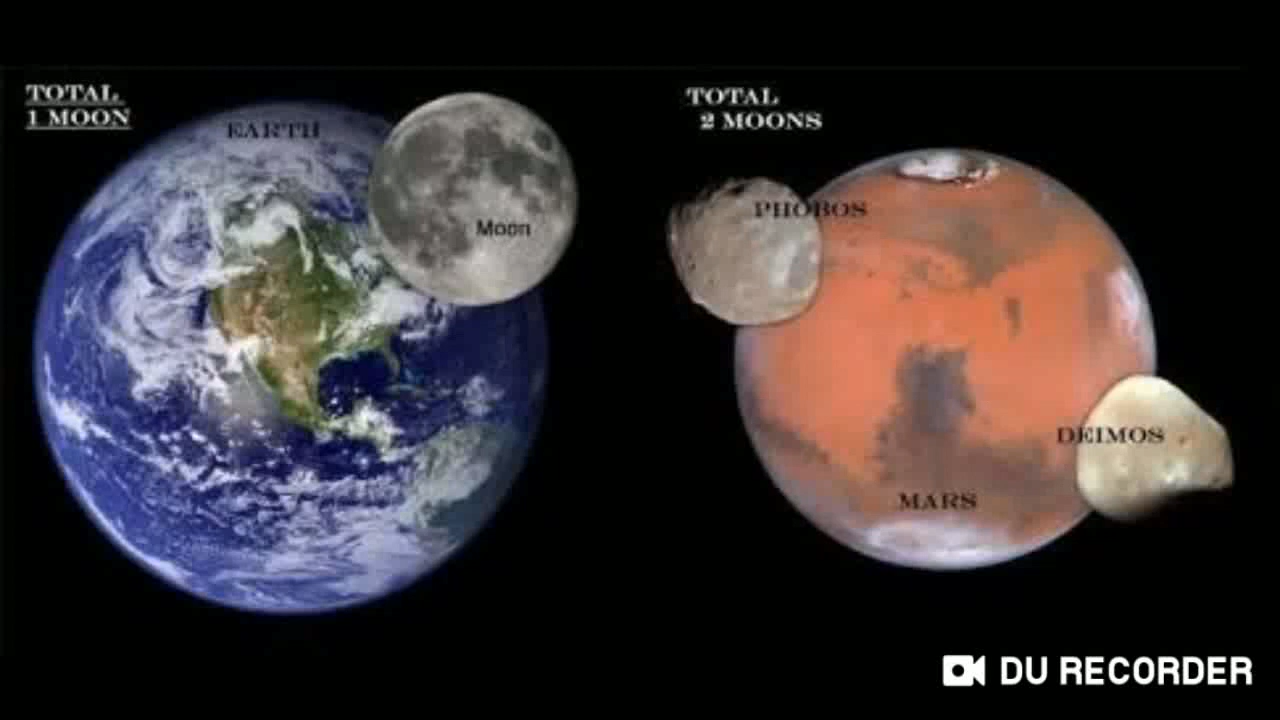 TOTAL
1 MOON
EARTH
Moon
TOTAL
2 MOONS
PHOBOS
DEIMOS
MARS
DU RECORDER